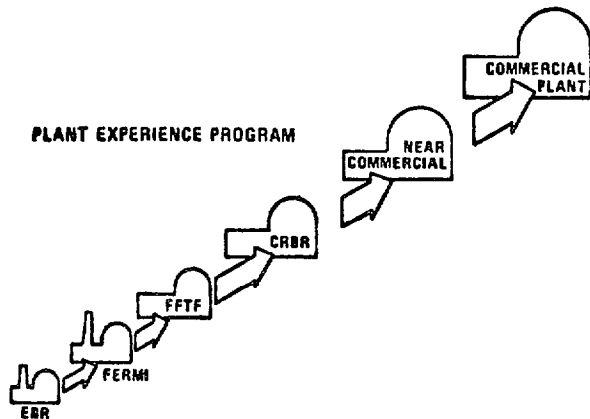 COMMERCIAL
PLANT
PLANT EXPERIENCE PROGRAM
NEAR
COMMERCIAL
CRBR
FFTF
FERMI
EBR